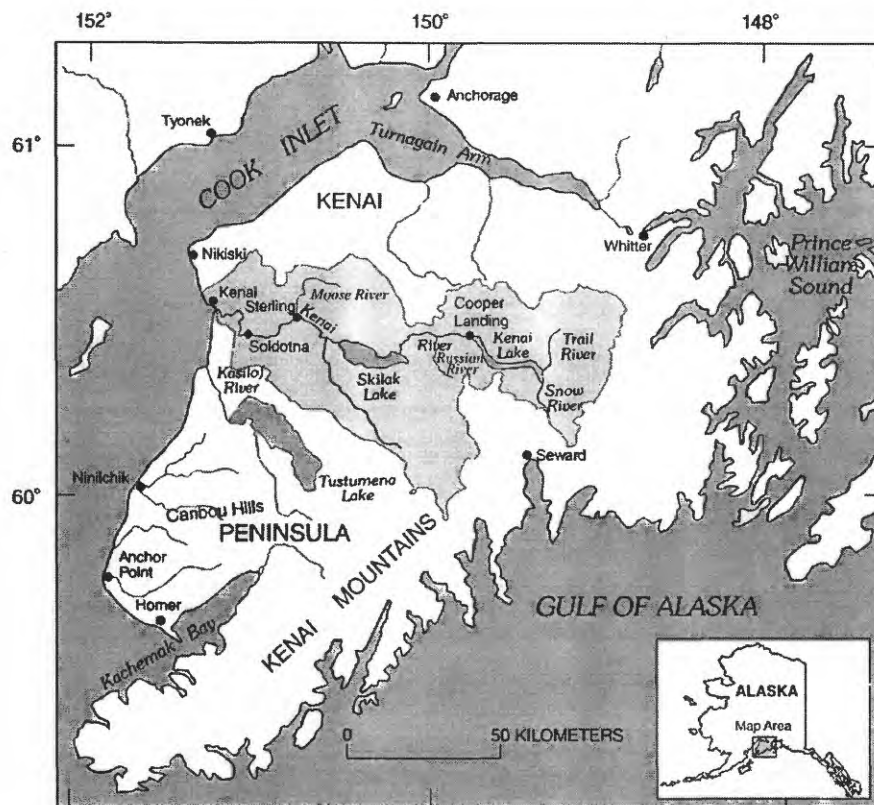 152°
150°
148°
61°
60°
Anchorage
Tyonek
COOK INLET
Turnagain Arm
KENAI
Whitter
Prince
William
Sound
Nikiski
Kenai
Sterling
Moose River
Kenai
River
Soldotna
Cooper
Landing
Kenai
Lake
Trail
River
Russian
River
Skilak
Lake
Snow
River
Kasilof
River
Seward
Ninilchik
Tustumena
Lake
Caribou Hills
PENINSULA
Anchor
Point
Homer
Kachemak Bay
KENAI MOUNTAINS
GULF OF ALASKA
0 50 KILOMETERS
ALASKA
Map Area